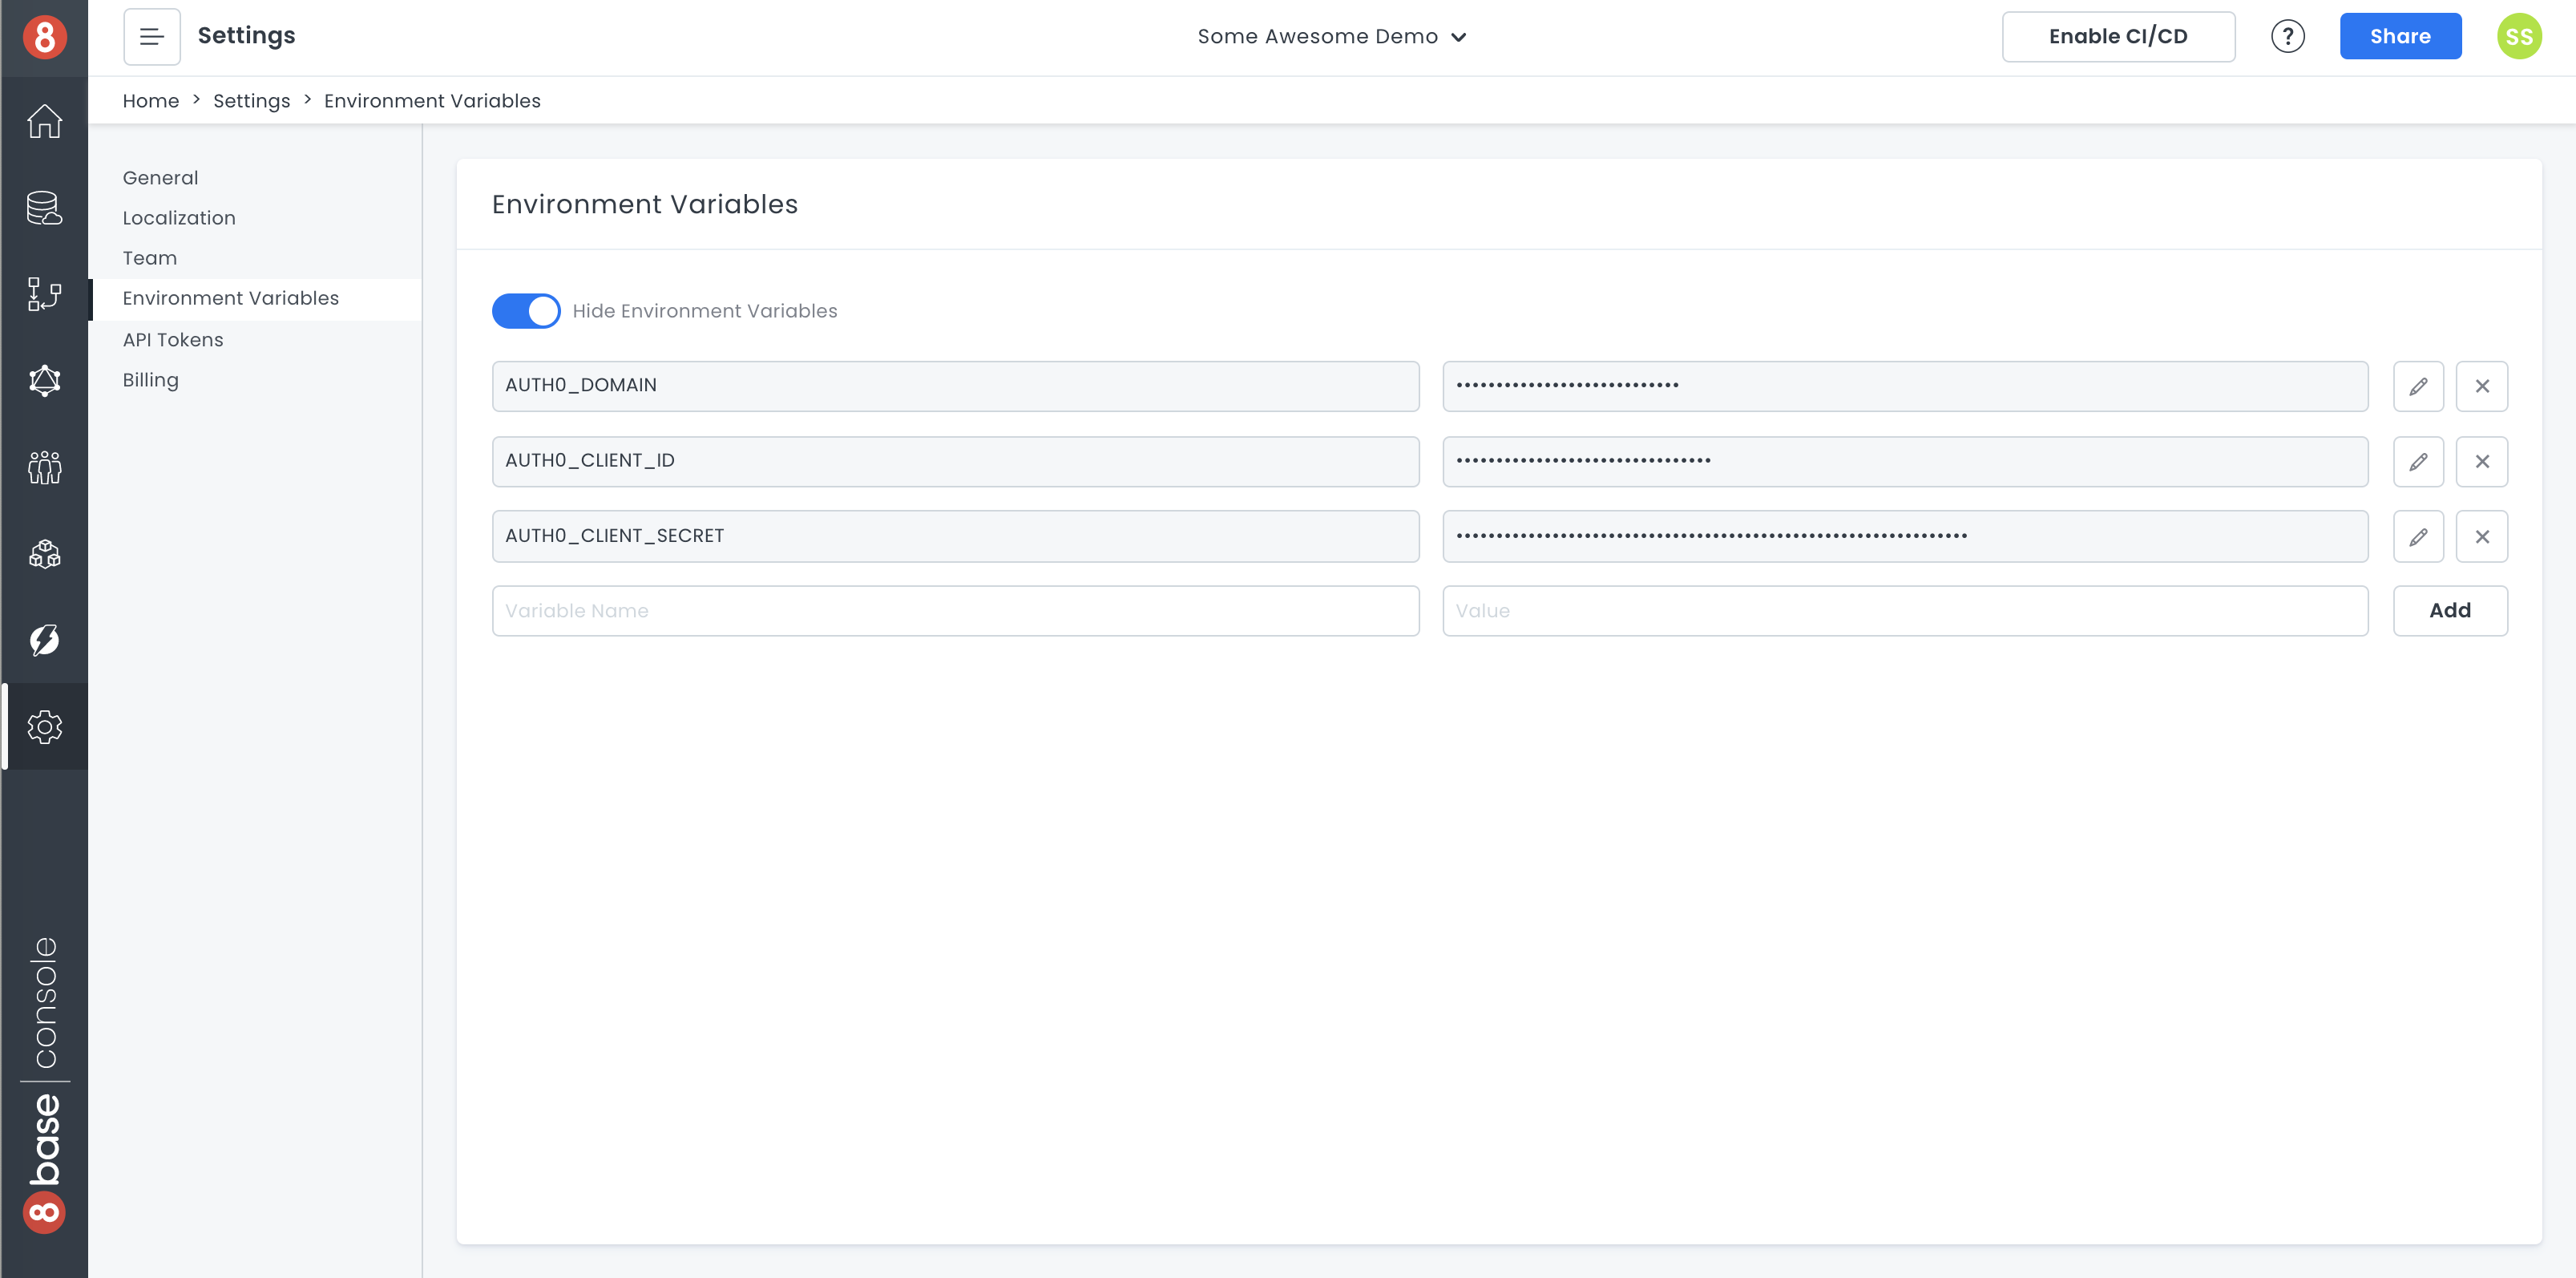 8
Settings
Some Awesome Demo
Enable CI/CD
?
Share
SS
Home > Settings > Environment Variables
General
Localization
Team
Environment Variables
API Tokens
Billing
Environment Variables
Hide Environment Variables
AUTH0_DOMAIN
AUTH0_CLIENT_ID
AUTH0_CLIENT_SECRET
Variable Name
Value
Add
8base | console